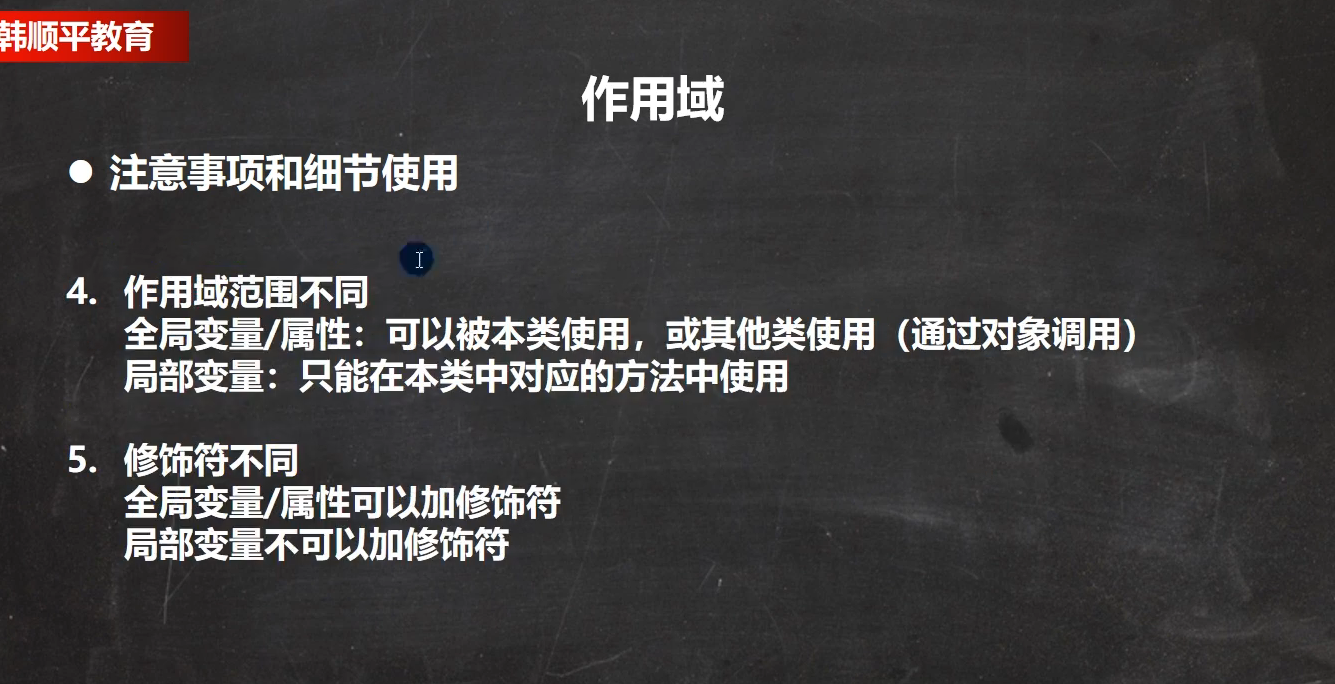 韩顺平教育
作用域
● 注意事项和细节使用
4. 作用域范围不同
全局变量/属性：可以被本类使用，或其他类使用（通过对象调用）
局部变量：只能在本类中对应的方法中使用
5. 修饰符不同
全局变量/属性可以加修饰符
局部变量不可以加修饰符